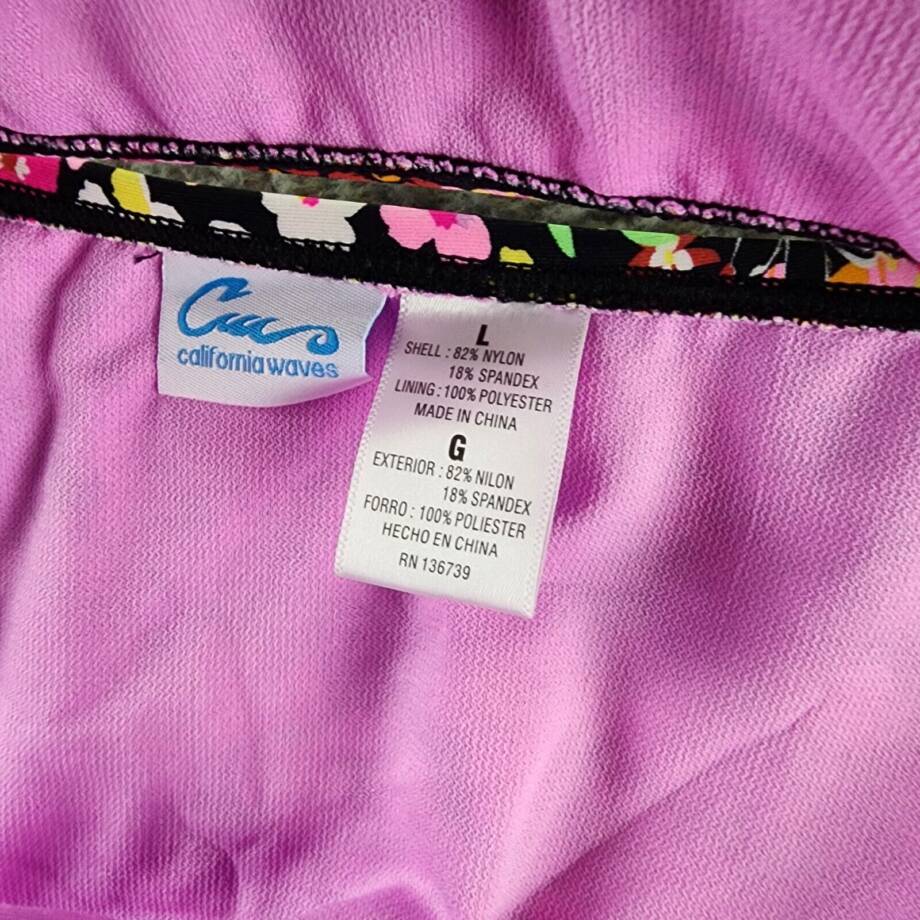 california waves
L
SHELL : 82% NYLON
18% SPANDEX
LINING : 100% POLYESTER
MADE IN CHINA
G
EXTERIOR : 82% NILON
18% SPANDEX
FORRO : 100% POLIESTER
HECHO EN CHINA
RN 136739